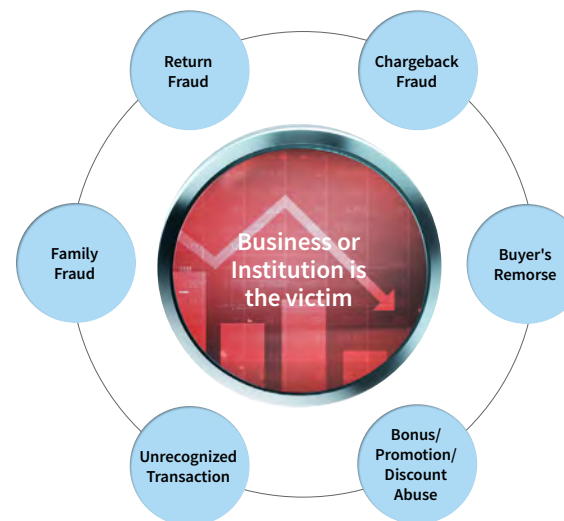 Return
Fraud
Chargeback
Fraud
Family
Fraud
Business or
Institution is
the victim
Buyer's
Remorse
Unrecognized
Transaction
Bonus/
Promotion/
Discount
Abuse